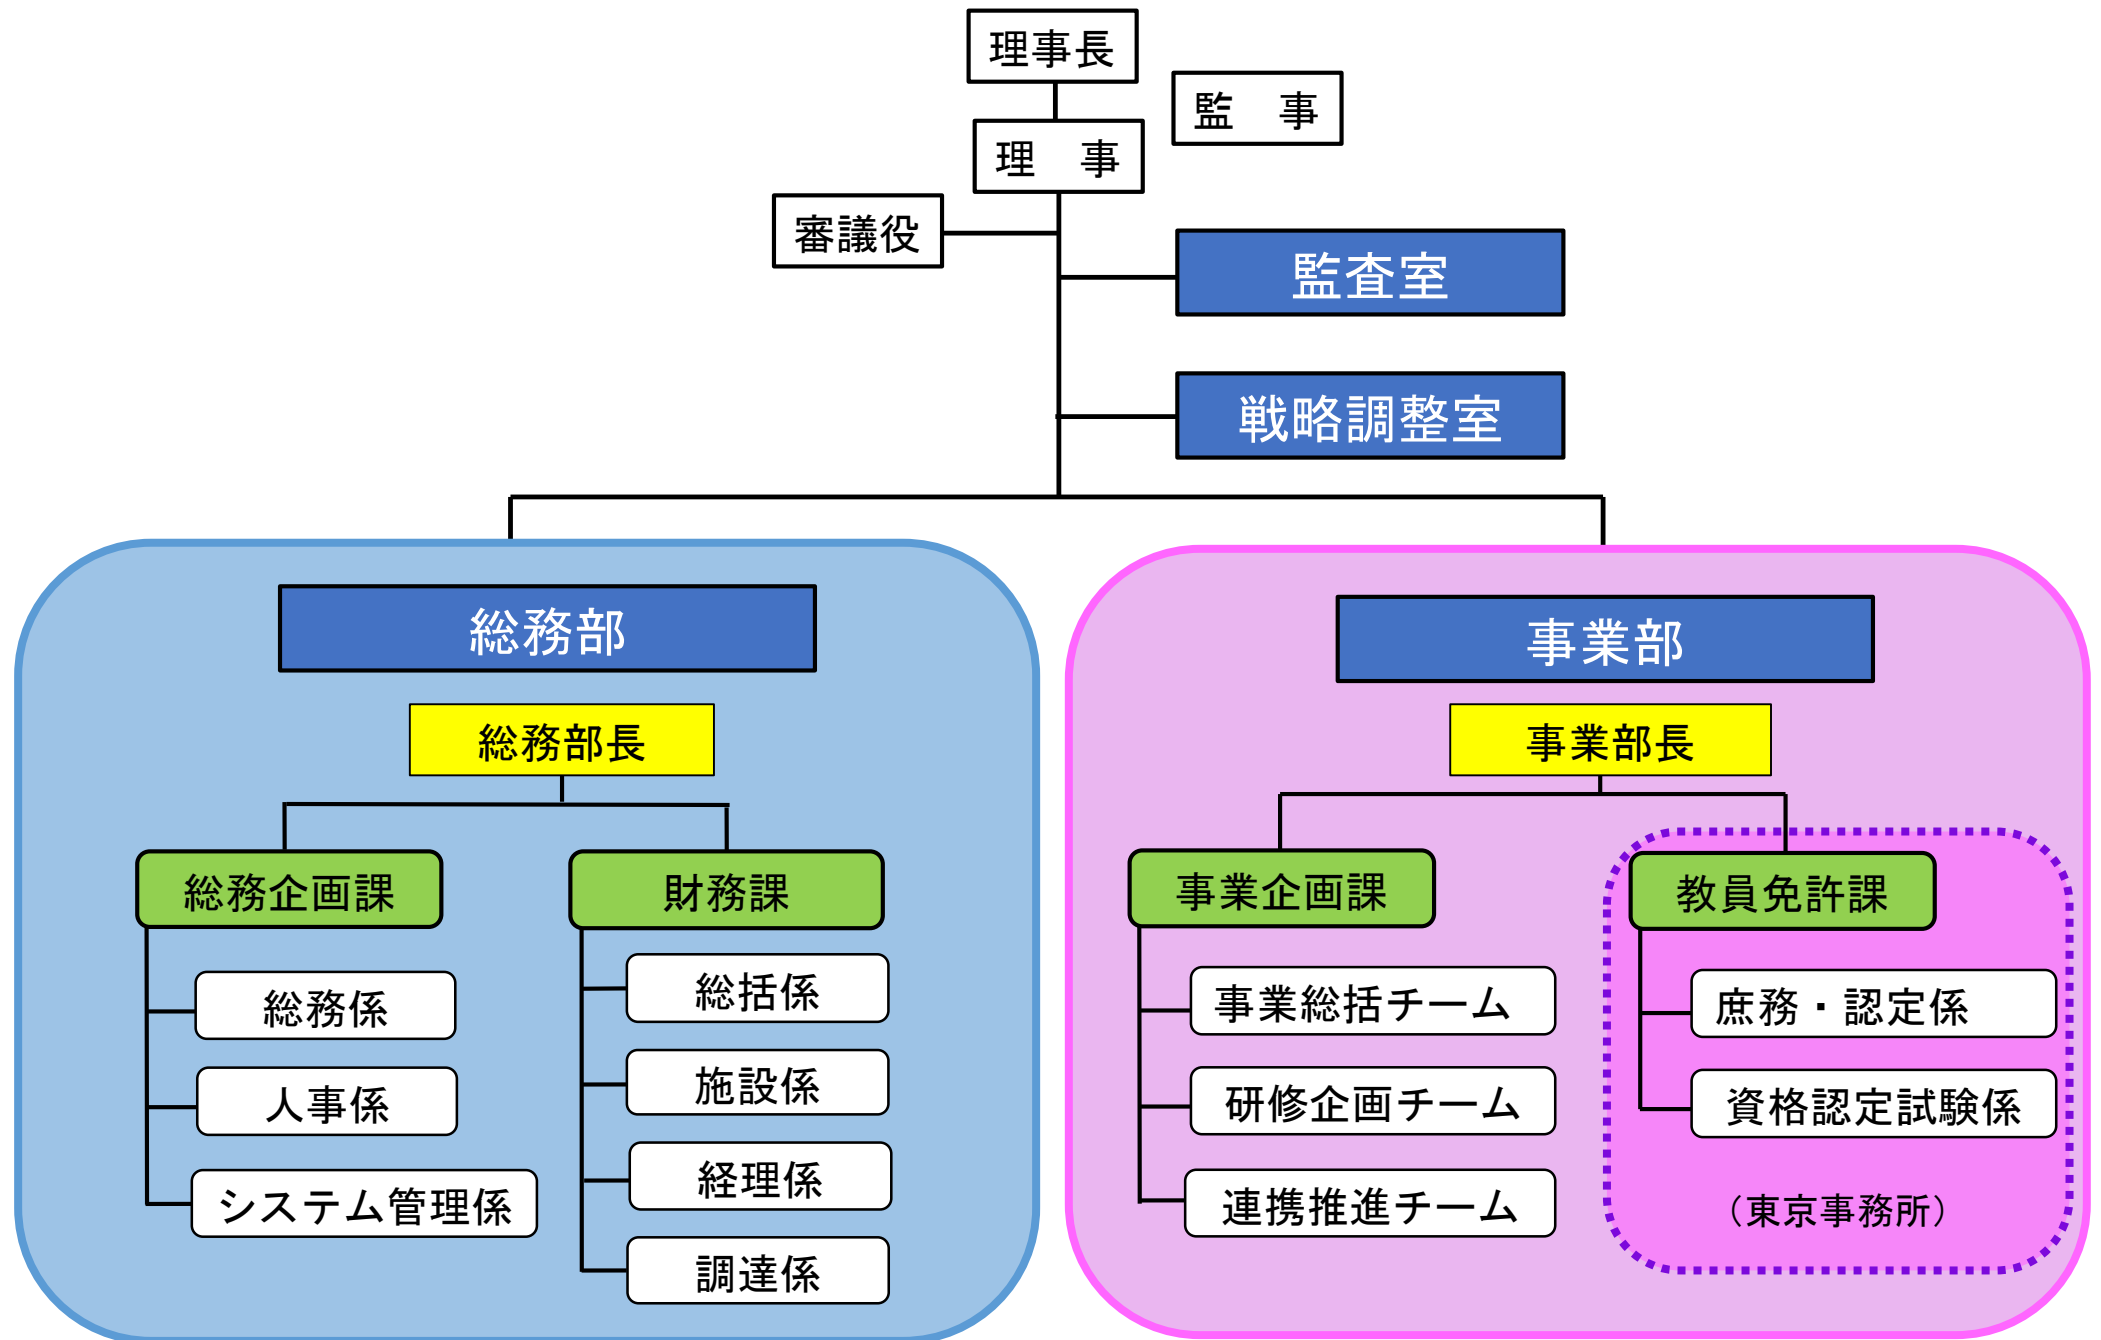 理事長
監　事
理　事
審議役
監査室
戦略調整室
総務部
総務部長
総務企画課
総務係
人事係
システム管理係
財務課
総括係
施設係
経理係
調達係
事業部
事業部長
事業企画課
事業総括チーム
研修企画チーム
連携推進チーム
教員免許課
庶務・認定係
資格認定試験係
（東京事務所）